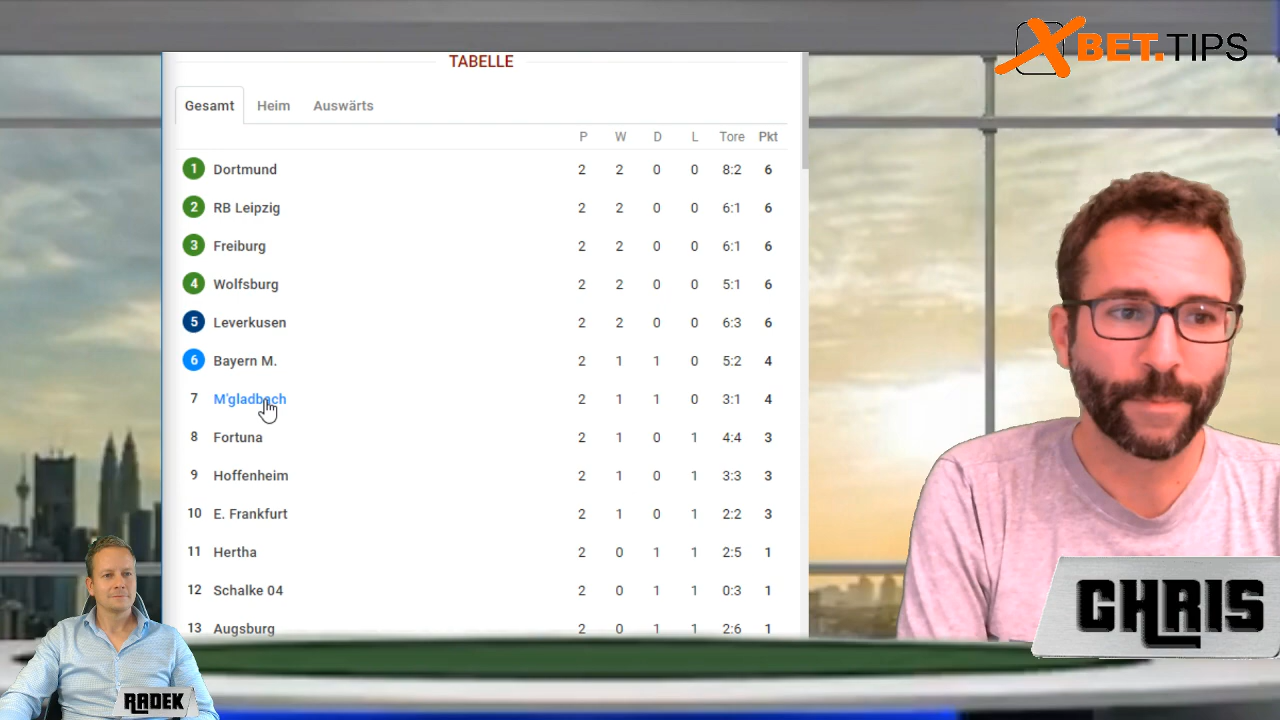 XBET.TIPS
TABELLE
Gesamt Heim Auswärts
P W D L Tore Pkt
1 Dortmund 2 2 0 0 8:2 6
2 RB Leipzig 2 2 0 0 6:1 6
3 Freiburg 2 2 0 0 6:1 6
4 Wolfsburg 2 2 0 0 5:1 6
5 Leverkusen 2 2 0 0 6:3 6
6 Bayern M. 2 1 1 0 5:2 4
7 M'gladbach 2 1 1 0 3:1 4
8 Fortuna 2 1 0 1 4:4 3
9 Hoffenheim 2 1 0 1 3:3 3
10 E. Frankfurt 2 1 0 1 2:2 3
11 Hertha 2 0 1 1 2:5 1
12 Schalke 04 2 0 1 1 0:3 1
13 Augsburg 2 0 1 1 2:6 1
CHRIS
RADEK